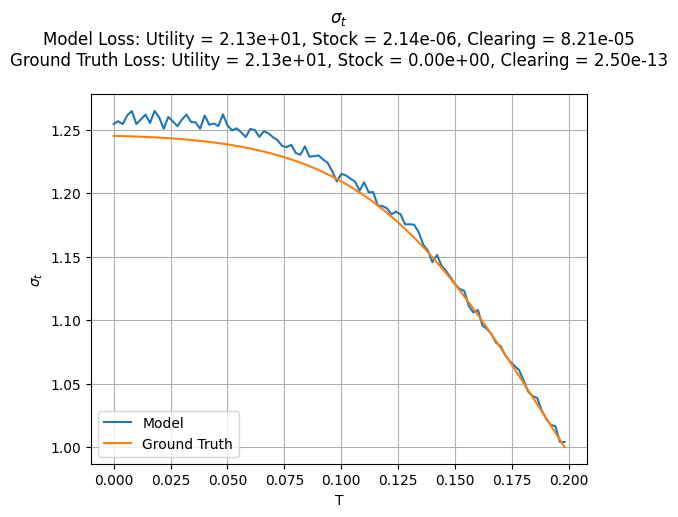 σ_t
Model Loss: Utility = 2.13e+01, Stock = 2.14e-06, Clearing = 8.21e-05
Ground Truth Loss: Utility = 2.13e+01, Stock = 0.00e+00, Clearing = 2.50e-13
1.25
1.20
1.15
1.10
1.05
1.00
σ_t
Model
Ground Truth
0.000 0.025 0.050 0.075 0.100 0.125 0.150 0.175 0.200
T